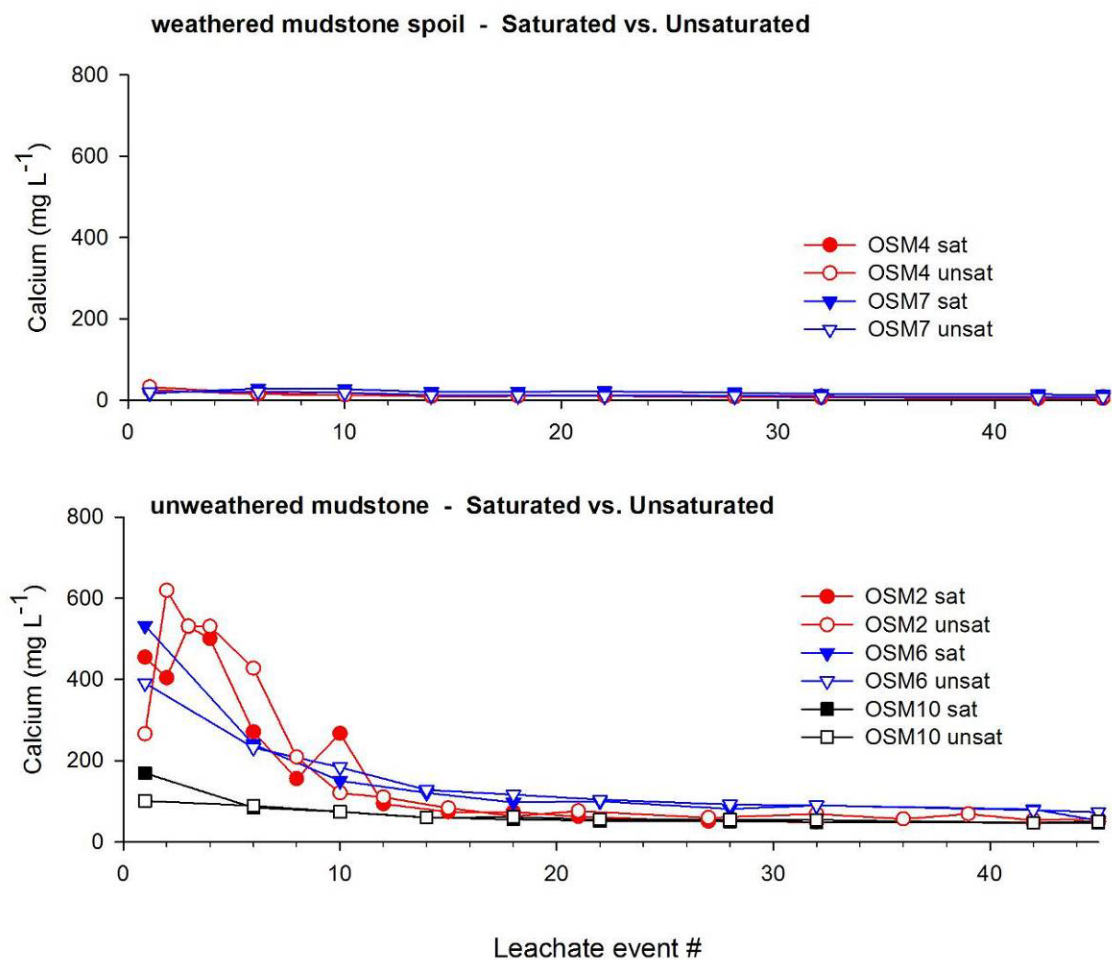 weathered mudstone spoil - Saturated vs. Unsaturated
800
600
400
200
0
Calcium (mg L-1)
OSM4 sat
OSM4 unsat
OSM7 sat
OSM7 unsat
0 10 20 30 40
unweathered mudstone - Saturated vs. Unsaturated
800
600
400
200
0
Calcium (mg L-1)
OSM2 sat
OSM2 unsat
OSM6 sat
OSM6 unsat
OSM10 sat
OSM10 unsat
0 10 20 30 40
Leachate event #